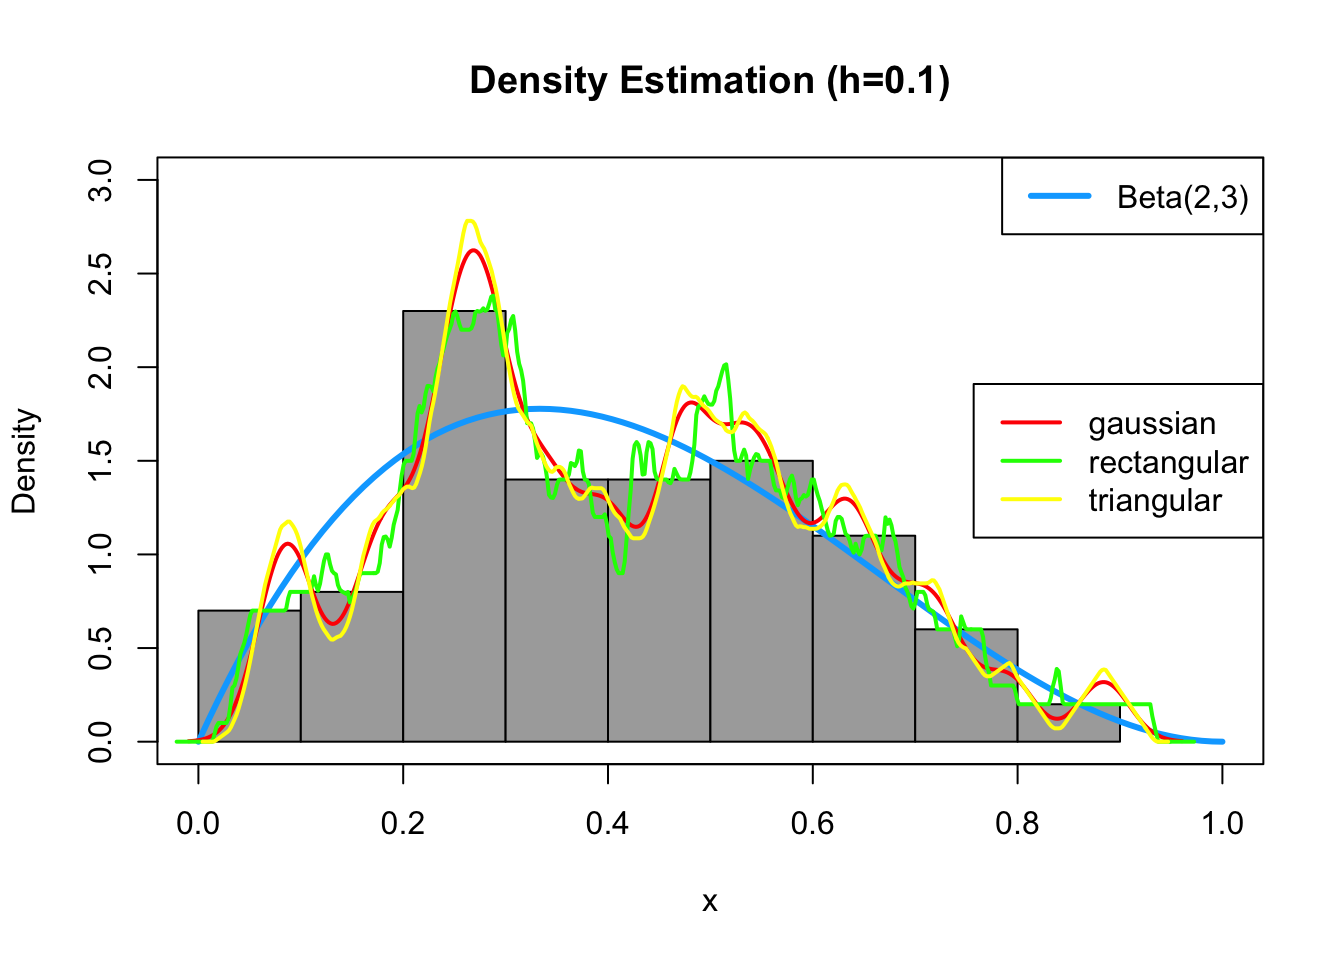 Density Estimation (h=0.1)
3.0
2.5
2.0
1.5
1.0
0.5
0.0
Density
Beta(2,3)
gaussian
rectangular
triangular
0.0 0.2 0.4 0.6 0.8 1.0
x